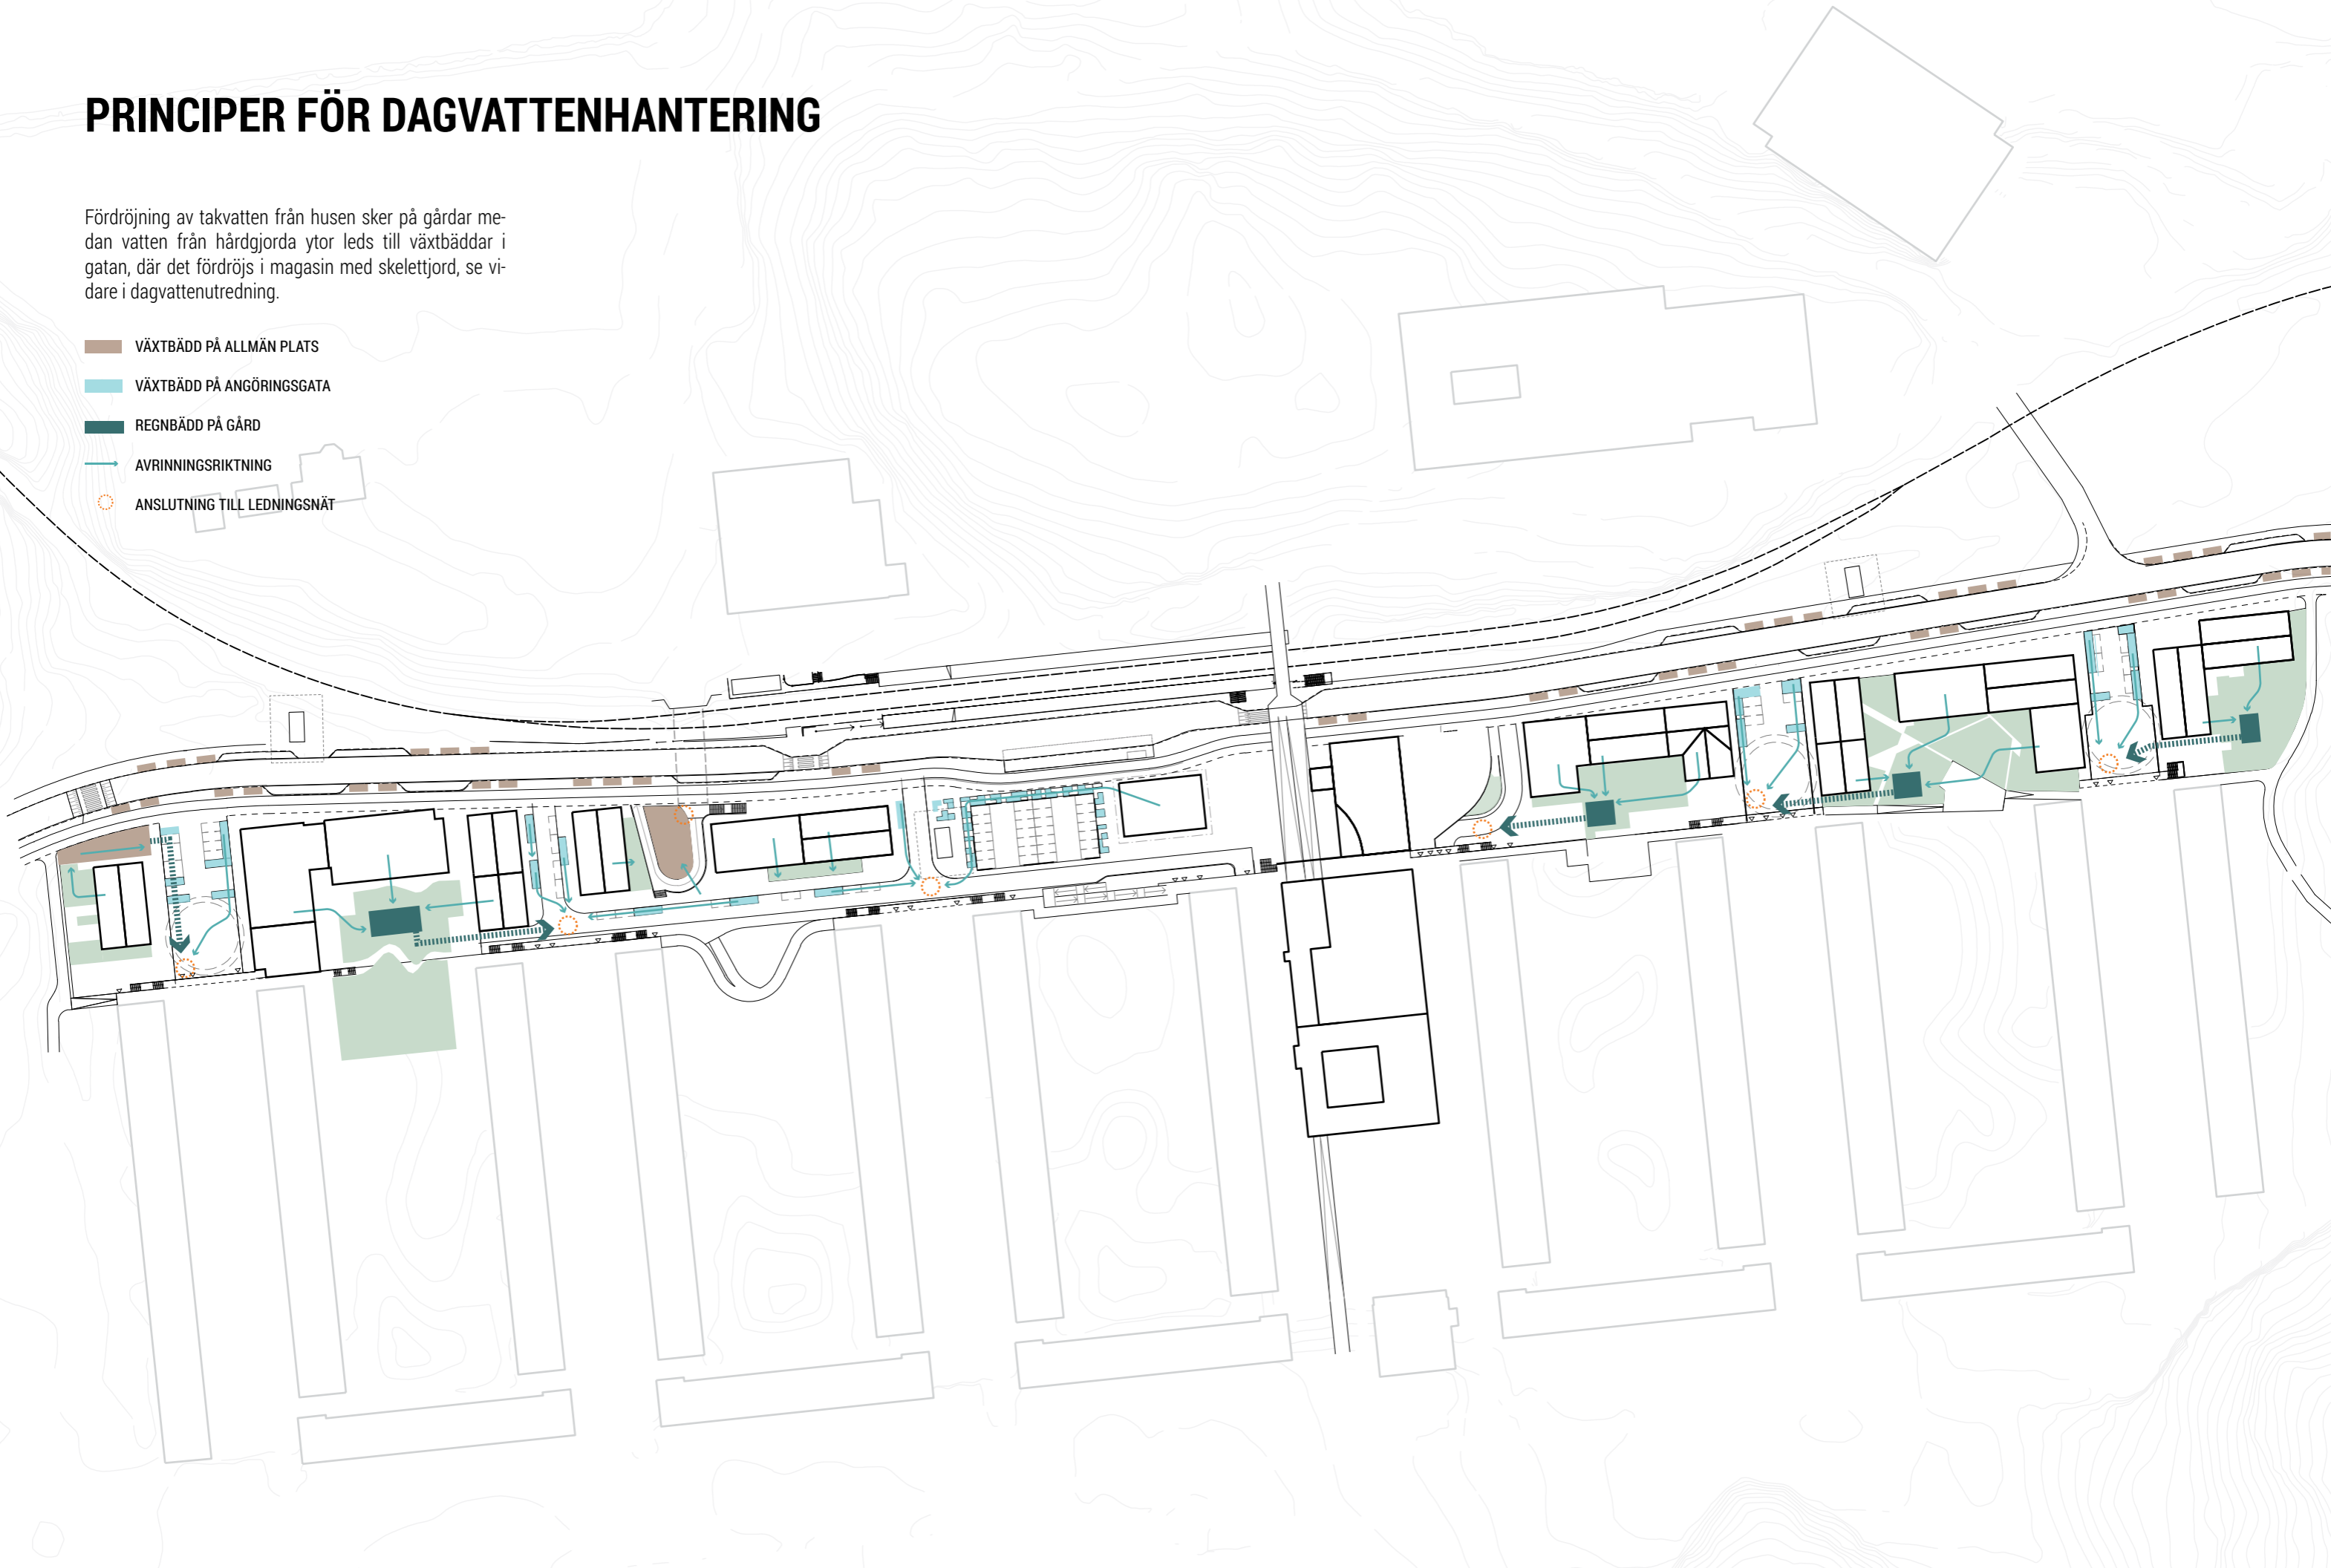 PRINCIPER FÖR DAGVATTENHANTERING
Fördröjning av takvatten från husen sker på gårdar me-
dan vatten från hårdgjorda ytor leds till växtbäddar i
gatan, där det fördröjs i magasin med skelettjord, se vi-
dare i dagvattenutredning.
VÄXTBÄDD PÅ ALLMÄN PLATS
VÄXTBÄDD PÅ ANGÖRINGSGATA
REGNBÄDD PÅ GÅRD
AVRINNINGSRIKTNING
ANSLUTNING TILL LEDNINGSNÄT